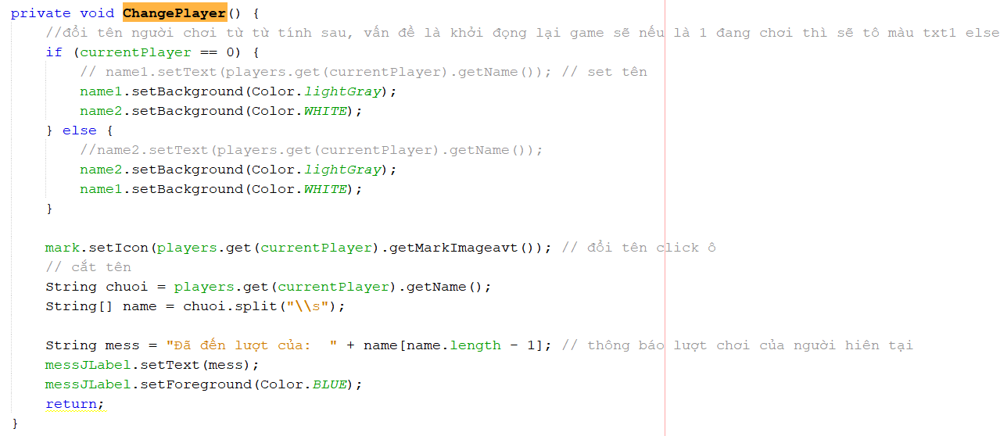 private void ChangePlayer() {
    //đổi tên người chơi từ từ tính sau, vấn đề là khởi đọng lại game sẽ nếu là 1 đang chơi thì sẽ tô màu txt1 else
    if (currentPlayer == 0) {
        // name1.setText(players.get(currentPlayer).getName()); // set tên
        name1.setBackground(Color.lightGray);
        name2.setBackground(Color.WHITE);
    } else {
        //name2.setText(players.get(currentPlayer).getName());
        name2.setBackground(Color.lightGray);
        name1.setBackground(Color.WHITE);
    }

    mark.setIcon(players.get(currentPlayer).getMarkImageavt()); // đổi tên click ô
    // cắt tên
    String chuoi = players.get(currentPlayer).getName();
    String[] name = chuoi.split("\\s");

    String mess = "Đã đến lượt của:  " + name[name.length - 1]; // thông báo lượt chơi của người hiên tại
    messJLabel.setText(mess);
    messJLabel.setForeground(Color.BLUE);
    return;
}